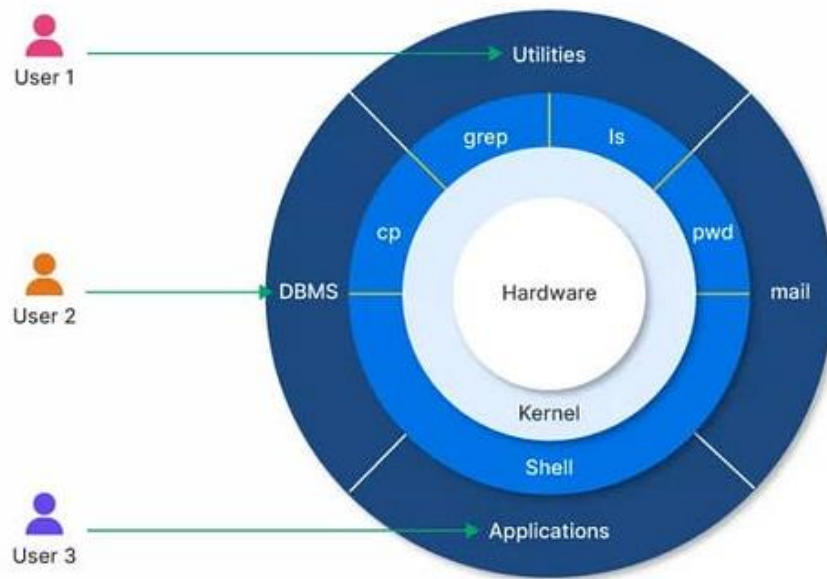 User 1
Utilities
grep
ls
cp
pwd
User 2
DBMS
Hardware
mail
Kernel
Shell
User 3
Applications